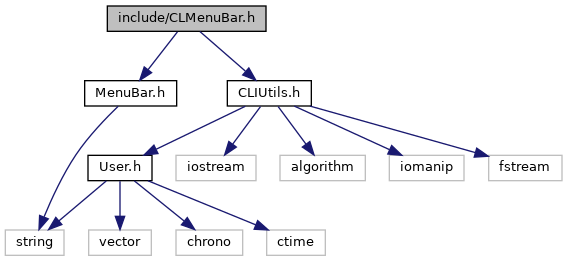 include/CLMenuBar.h
MenuBar.h
CLIUtils.h
User.h
iostream
algorithm
iomanip
fstream
string
vector
chrono
ctime